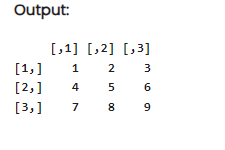 Output:
[,1] [,2] [,3]
[1,] 1 2 3
[2,] 4 5 6
[3,] 7 8 9